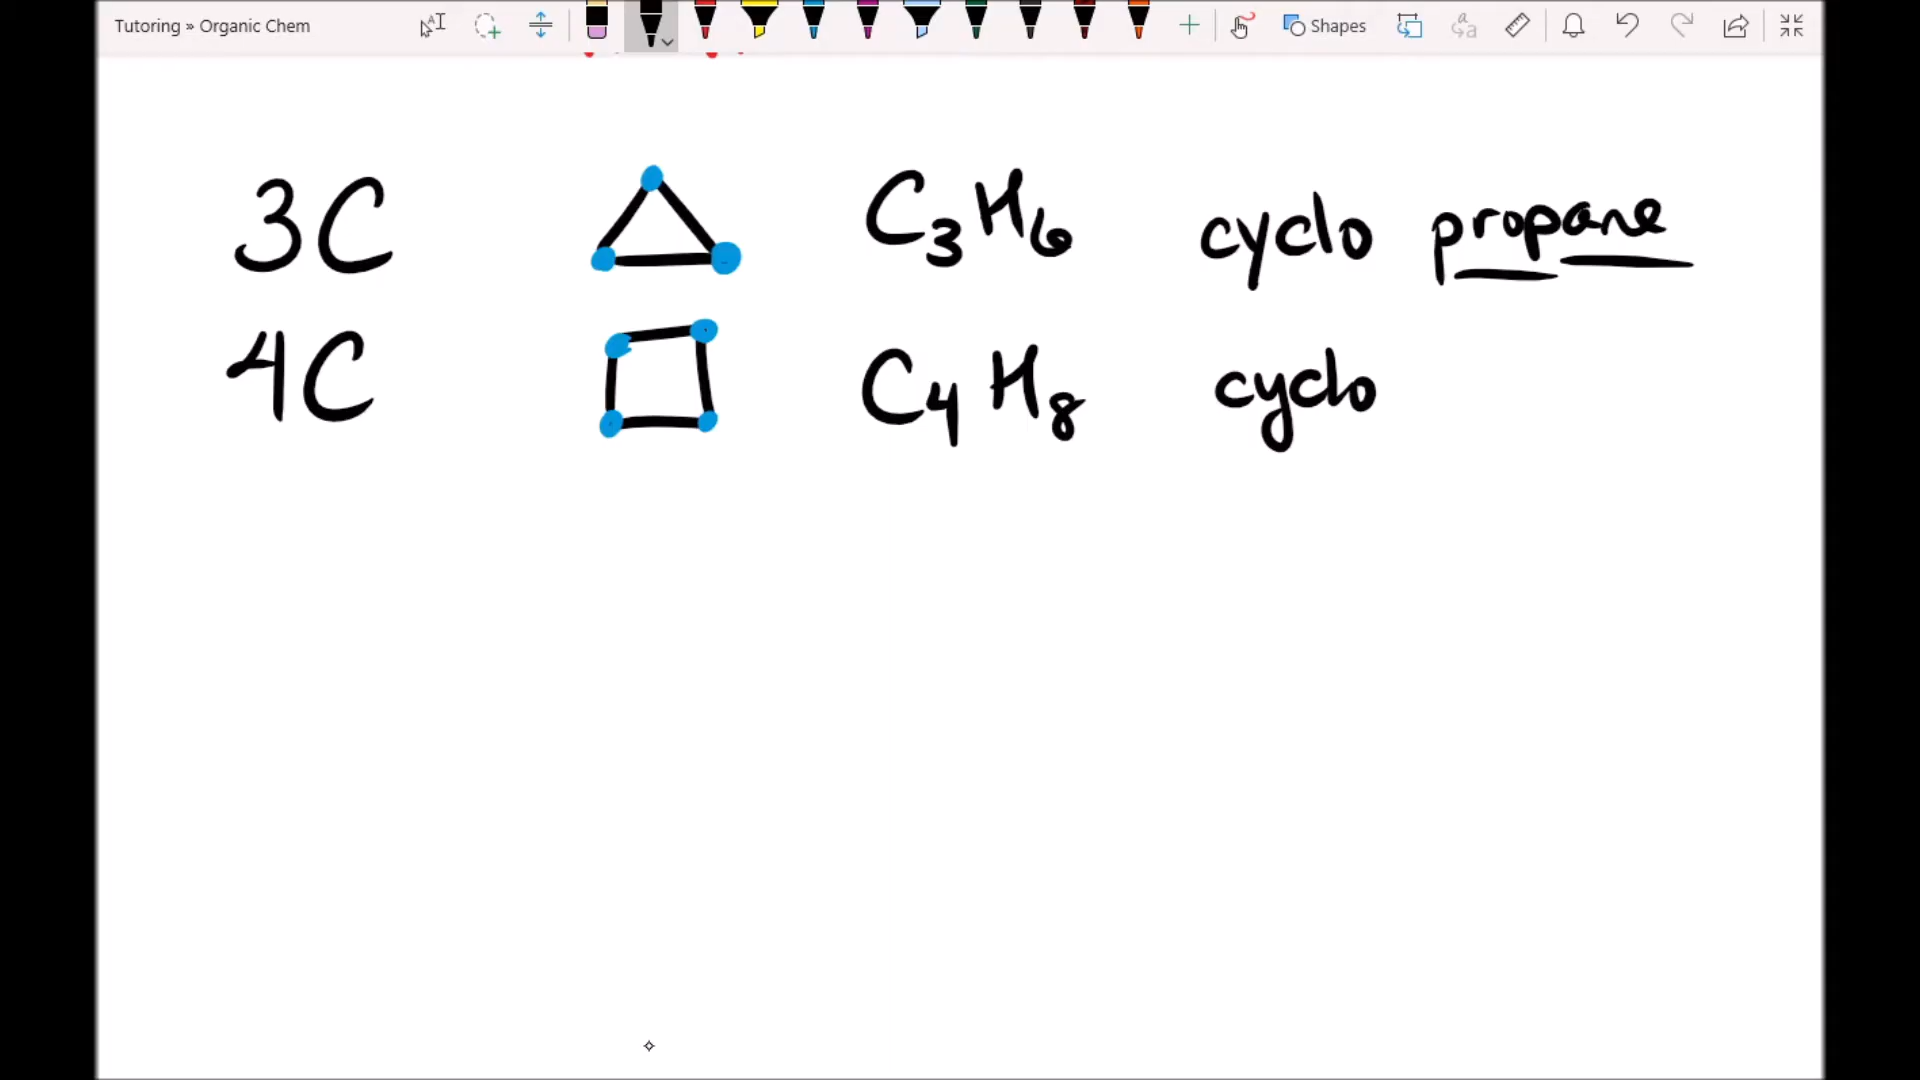 Tutoring » Organic Chem Shapes
3C C₃H₆ cyclo propane
4C C₄H₈ cyclo